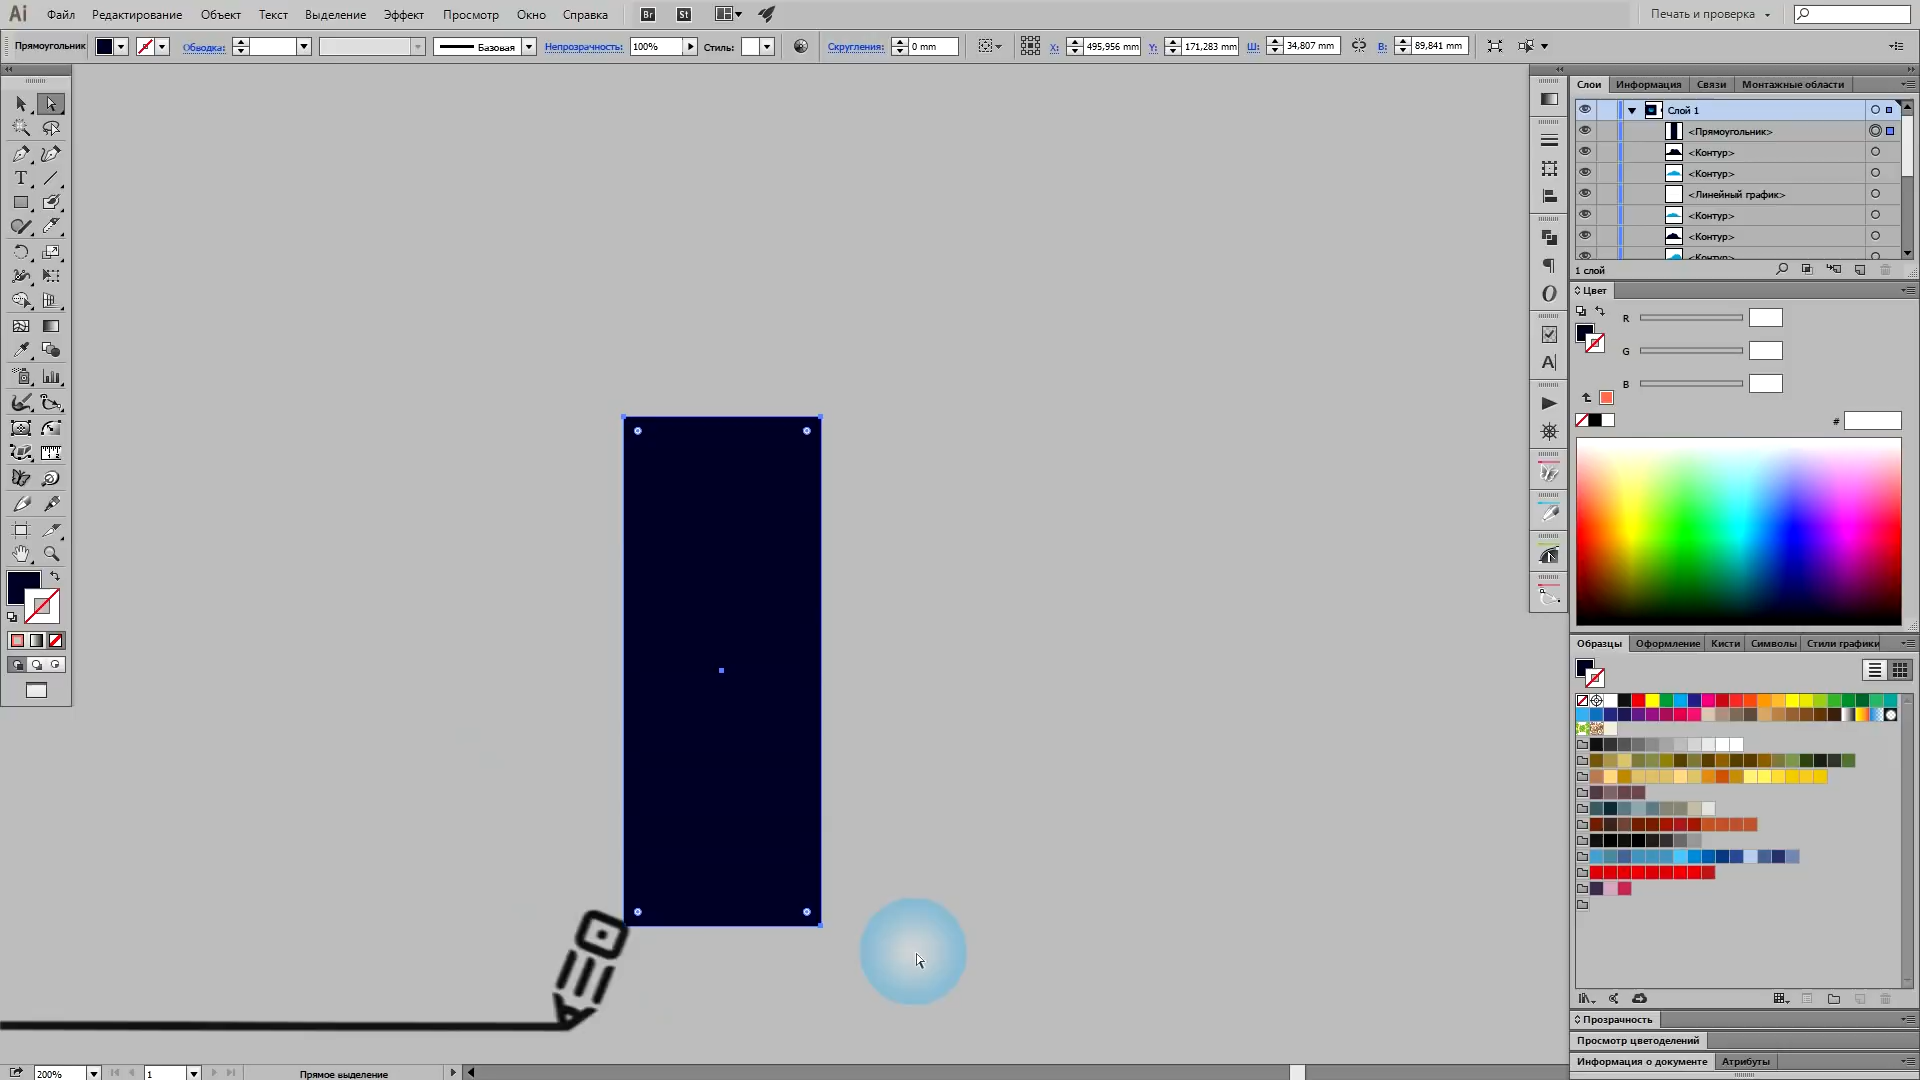 Ai Файл Редактирование Объект Текст Выделение Эффект Просмотр Окно Справка Br St Печать и проверка
Прямоугольник Обводка: Базовая Непрозрачность: 100% Стиль: Скругления: 0 mm X: 495,956 mm Y: 171,283 mm Ш: 34,807 mm В: 89,841 mm
Слои Информация Связи Монтажные области
Слой 1
<Прямоугольник>
<Контур>
<Контур>
<Линейный график>
<Контур>
<Контур>
<Контур>
1 слой
Цвет
R
G
B
#
Образцы Оформление Кисти Символы Стили графики
Прозрачность
Просмотр цветоделений
Информация о документе Атрибуты
200% 1 Прямое выделение